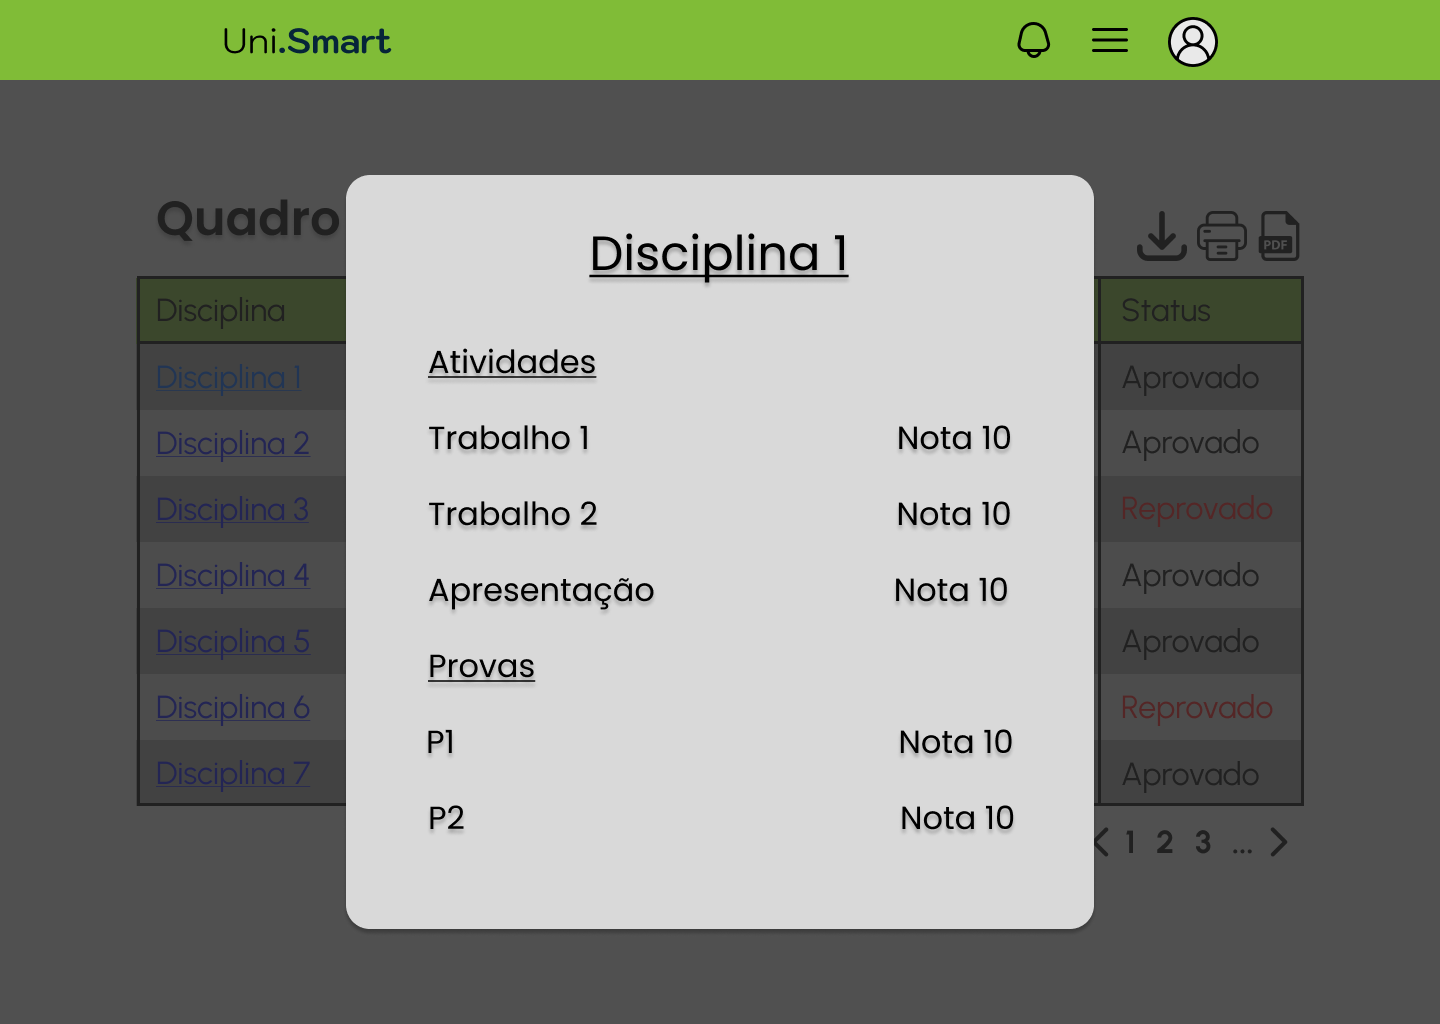 Uni.Smart
Quadro
PDF
Disciplina
Status
Disciplina 1
Aprovado
Disciplina 2
Aprovado
Disciplina 3
Reprovado
Disciplina 4
Aprovado
Disciplina 5
Aprovado
Disciplina 6
Reprovado
Disciplina 7
Aprovado
1 2 3 ...
Disciplina 1
Atividades
Trabalho 1 Nota 10
Trabalho 2 Nota 10
Apresentação Nota 10
Provas
P1 Nota 10
P2 Nota 10